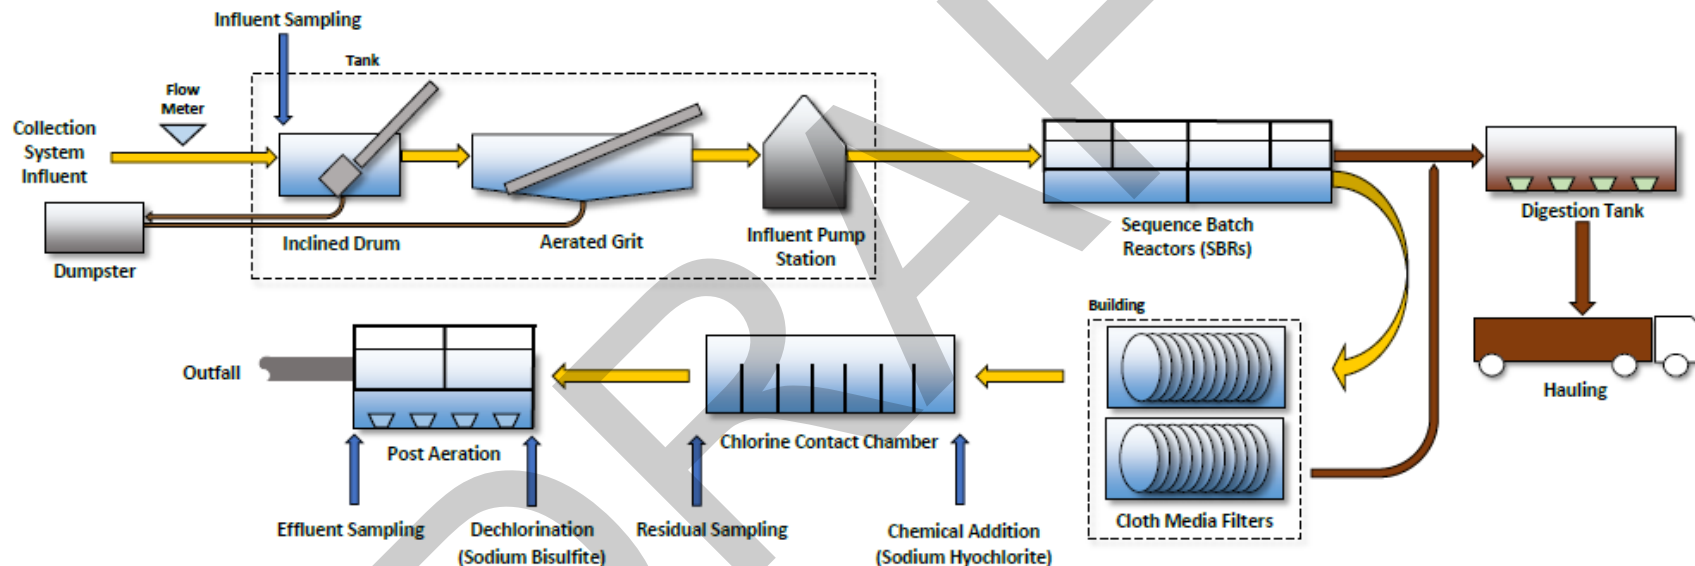 Influent Sampling
Tank
Flow
Meter
Collection
System
Influent
Inclined Drum
Aerated Grit
Influent Pump
Station
Sequence Batch
Reactors (SBRs)
Digestion Tank
Dumpster
Building
Outfall
Hauling
Post Aeration
Chlorine Contact Chamber
Cloth Media Filters
Effluent Sampling
Dechlorination
(Sodium Bisulfite)
Residual Sampling
Chemical Addition
(Sodium Hyochlorite)
DRAF